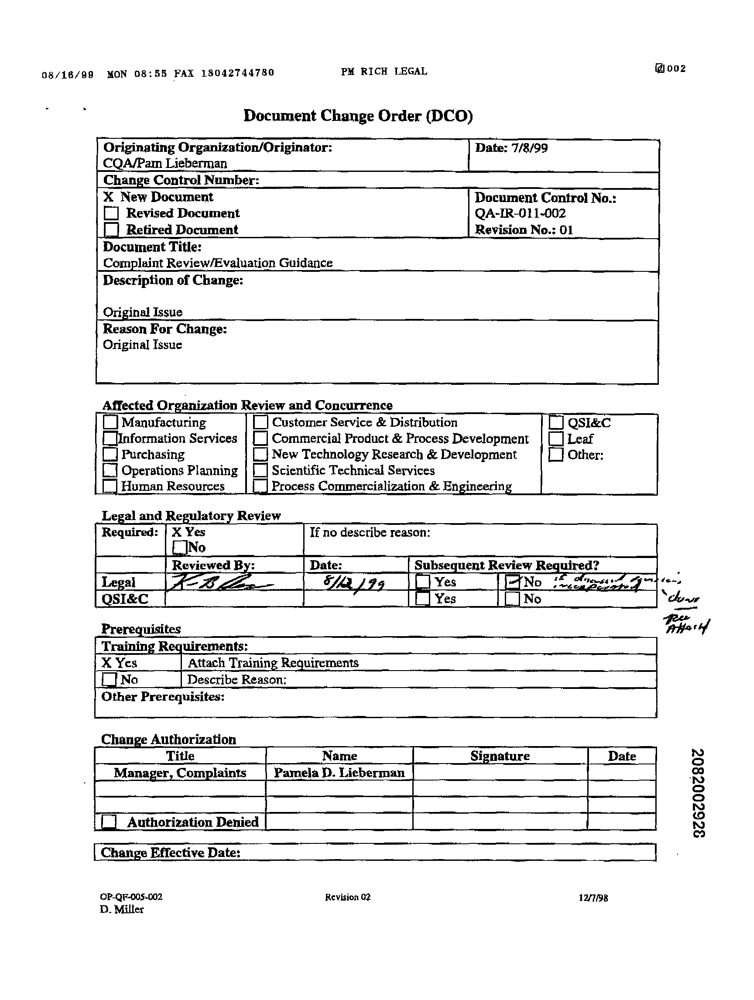 08/16/99 MON 08:55 FAX 18042744780 PM RICH LEGAL 002
Document Change Order (DCO)
Originating Organization/Originator: Date: 7/8/99
CQA/Pam Lieberman
Change Control Number:
X New Document Document Control No.:
Revised Document QA-IR-011-002
Retired Document Revision No.: 01
Document Title:
Complaint Review/Evaluation Guidance
Description of Change:
Original Issue
Reason For Change:
Original Issue
Affected Organization Review and Concurrence
Manufacturing Customer Service & Distribution QSI&C
Information Services Commercial Product & Process Development Leaf
Purchasing New Technology Research & Development Other:
Operations Planning Scientific Technical Services
Human Resources Process Commercialization & Engineering
Legal and Regulatory Review
Required: X Yes If no describe reason:
No
Reviewed By: Date: Subsequent Review Required?
Legal 8/12/99 Yes No if
QSI&C Yes No
Attach
Prerequisites
Training Requirements:
X Yes Attach Training Requirements
No Describe Reason:
Other Prerequisites:
Change Authorization
Title Name Signature Date
Manager, Complaints Pamela D. Lieberman
Authorization Denied
Change Effective Date:
2082002928
OP-QF-005-002 Revision 02 12/7/98
D. Miller